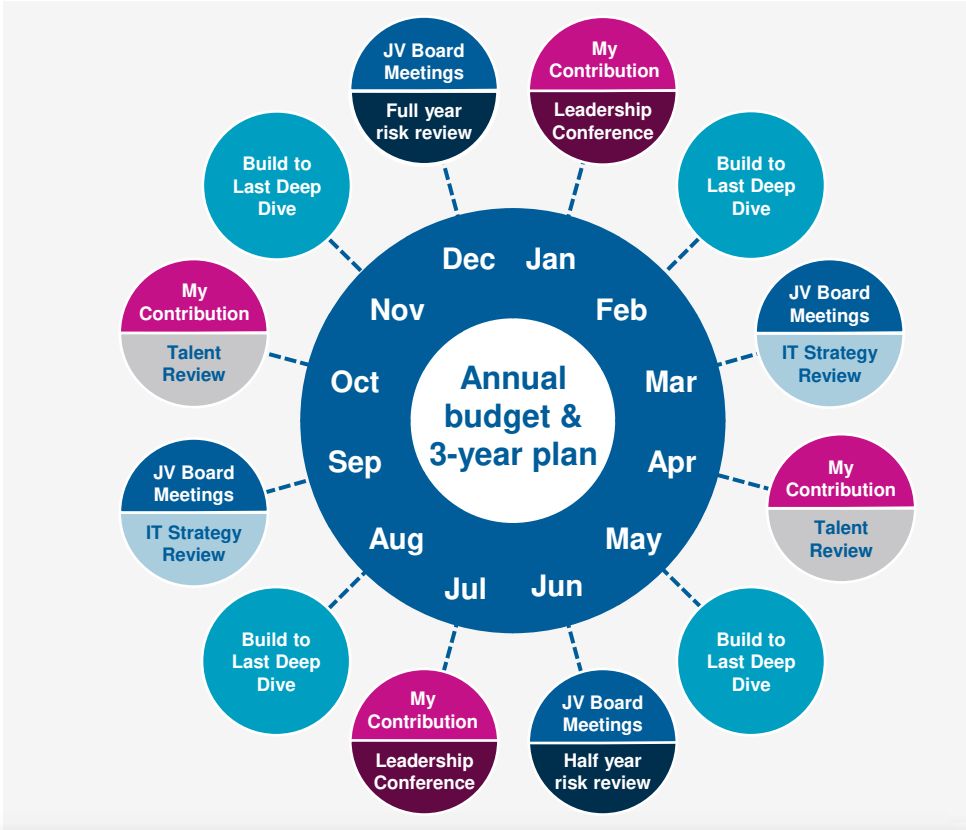 JV Board
Meetings
Full year
risk review
My
Contribution
Leadership
Conference
Build to
Last Deep
Dive
Build to
Last Deep
Dive
Dec
Jan
Nov
Feb
My
Contribution
Talent
Review
JV Board
Meetings
IT Strategy
Review
Oct
Mar
Annual
budget &
3-year plan
Sep
Apr
JV Board
Meetings
IT Strategy
Review
My
Contribution
Talent
Review
Aug
May
Jul
Jun
Build to
Last Deep
Dive
Build to
Last Deep
Dive
My
Contribution
Leadership
Conference
JV Board
Meetings
Half year
risk review